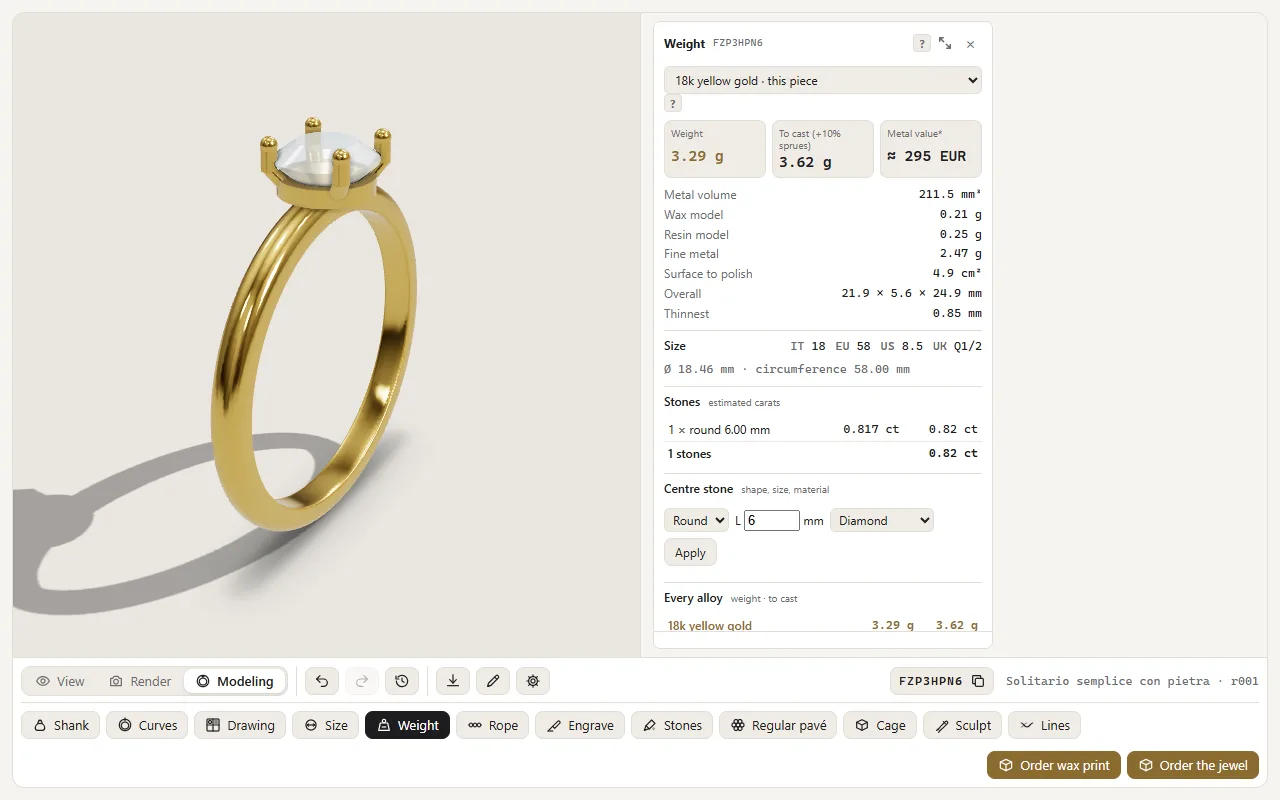 Weight FZP3HPN6 ?
18k yellow gold · this piece
?
Weight
3.29 g
To cast (+10% sprues)
3.62 g
Metal value*
≈ 295 EUR
Metal volume 211.5 mm³
Wax model 0.21 g
Resin model 0.25 g
Fine metal 2.47 g
Surface to polish 4.9 cm²
Overall 21.9 × 5.6 × 24.9 mm
Thinnest 0.85 mm
Size IT 18 EU 58 US 8.5 UK Q1/2
Ø 18.46 mm · circumference 58.00 mm
Stones estimated carats
1 × round 6.00 mm 0.817 ct 0.82 ct
1 stones 0.82 ct
Centre stone shape, size, material
Round L 6 mm Diamond
Apply
Every alloy weight · to cast
18k yellow gold 3.29 g 3.62 g
View Render Modeling FZP3HPN6 Solitario semplice con pietra · r001
Shank Curves Drawing Size Weight Rope Engrave Stones Regular pavé Cage Sculpt Lines
Order wax print Order the jewel